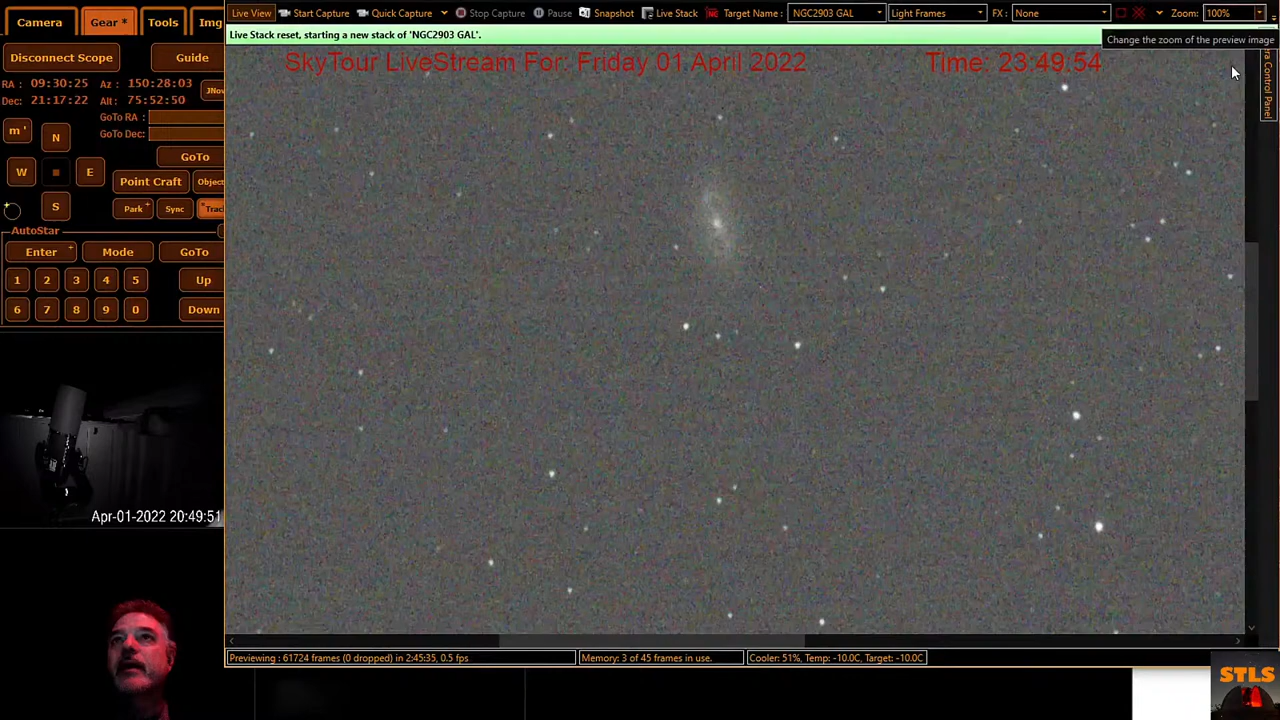 Camera Gear * Tools Img
Live View Start Capture Quick Capture Stop Capture Pause Snapshot Live Stack NC Target Name : NGC2903 GAL Light Frames FX : None Zoom: 100%
Live Stack reset, starting a new stack of 'NGC2903 GAL'.
Change the zoom of the preview image
SkyTour LiveStream For: Friday 01 April 2022 Time: 23:49:54
Disconnect Scope Guide
RA : 09:30:25 Az : 150:28:03
Dec: 21:17:22 Alt : 75:52:50
JNow
GoTo RA :
GoTo Dec:
m '
N
GoTo
W E
Point Craft Object
S
Park + Sync Track
AutoStar
Enter + Mode GoTo
1 2 3 4 5 Up
6 7 8 9 0 Down
Apr-01-2022 20:49:51
Control Panel
Previewing : 61724 frames (0 dropped) in 2:45:35, 0.5 fps Memory: 3 of 45 frames in use. Cooler: 51%, Temp: -10.0C, Target: -10.0C
STLS